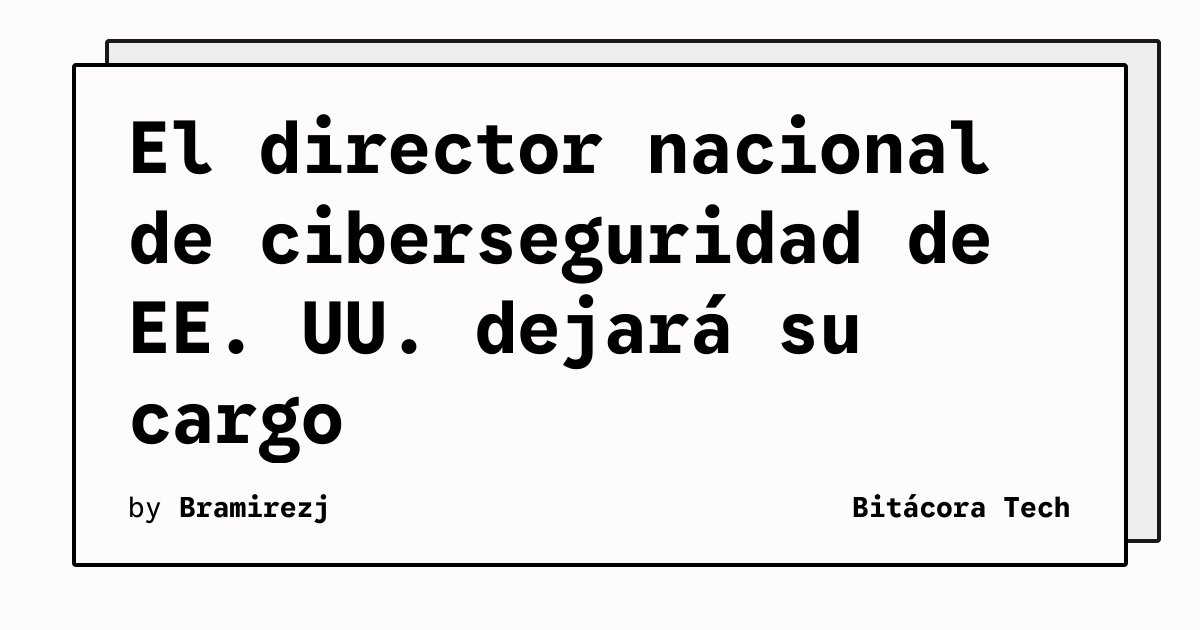 El director nacional
de ciberseguridad de
EE. UU. dejará su
cargo
by Bramirezj
Bitácora Tech